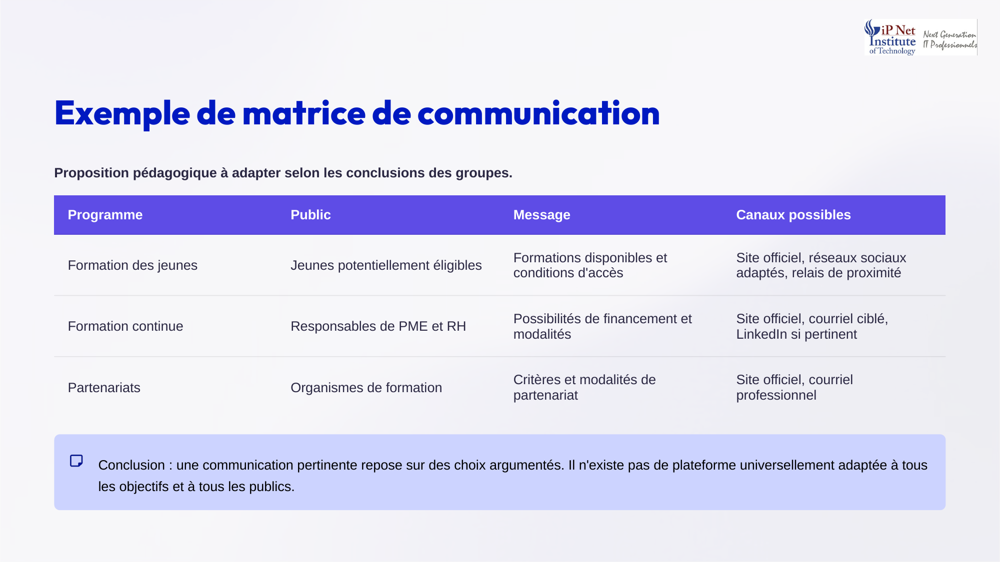 iP Net
Institute
of Technology
Next Generation
IT Professionnels
Exemple de matrice de communication
Proposition pédagogique à adapter selon les conclusions des groupes.
Programme Public Message Canaux possibles
Formation des jeunes Jeunes potentiellement éligibles Formations disponibles et conditions d'accès Site officiel, réseaux sociaux adaptés, relais de proximité
Formation continue Responsables de PME et RH Possibilités de financement et modalités Site officiel, courriel ciblé, LinkedIn si pertinent
Partenariats Organismes de formation Critères et modalités de partenariat Site officiel, courriel professionnel
Conclusion : une communication pertinente repose sur des choix argumentés. Il n'existe pas de plateforme universellement adaptée à tous
les objectifs et à tous les publics.